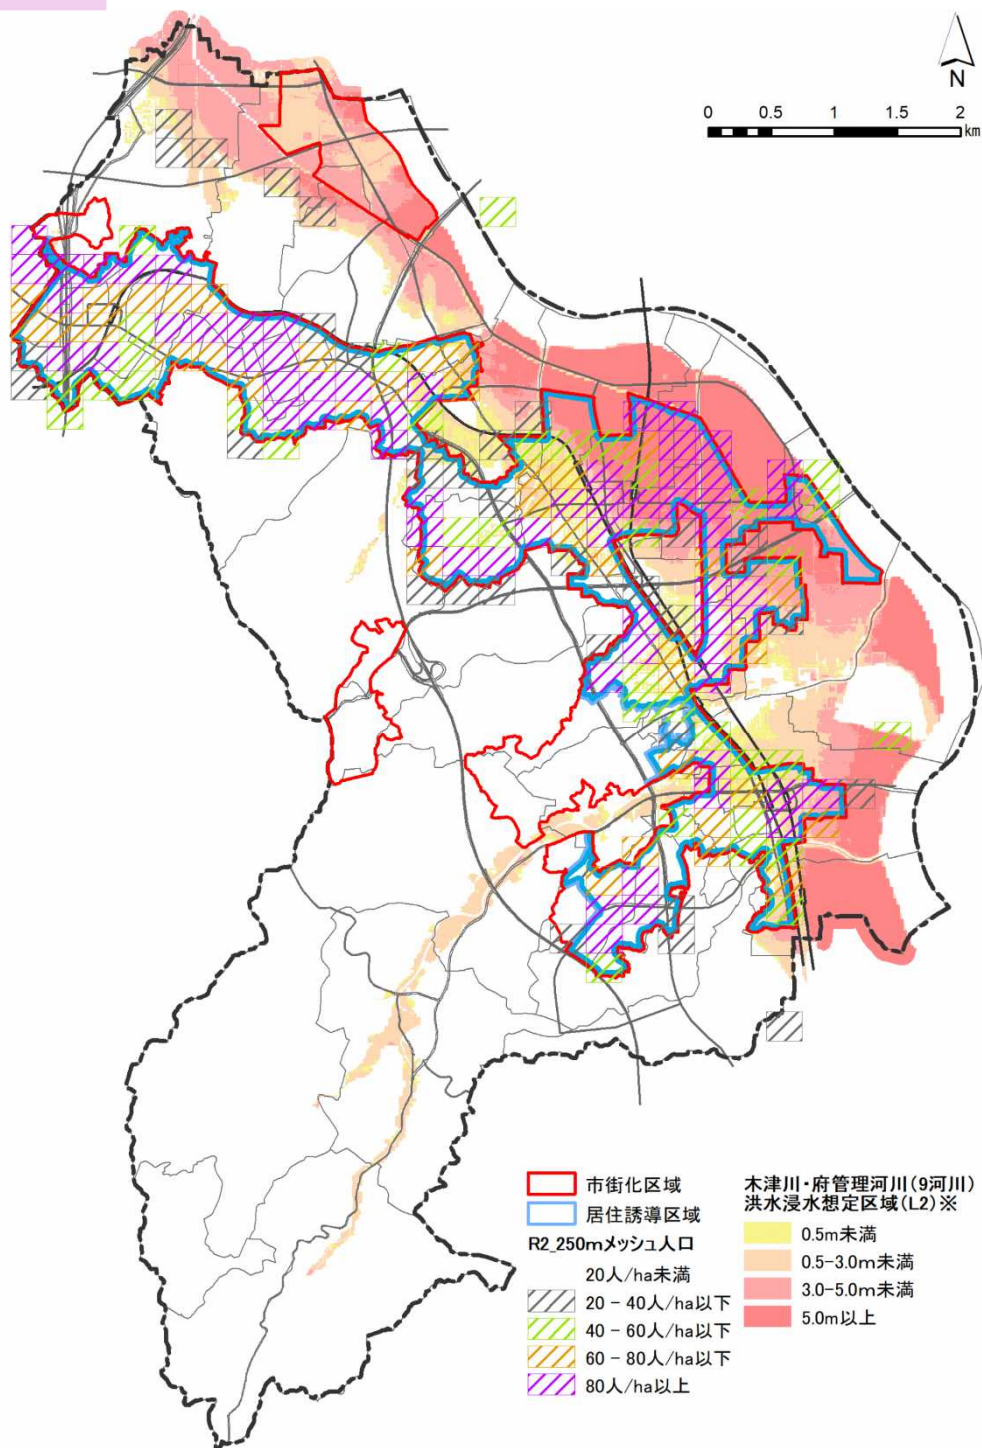 N
0 0.5 1 1.5 2
km
市街化区域
居住誘導区域
R2_250mメッシュ人口
20人/ha未満
20 - 40人/ha以下
40 - 60人/ha以下
60 - 80人/ha以下
80人/ha以上
木津川・府管理河川(9河川)
洪水浸水想定区域(L2)※
0.5m未満
0.5-3.0m未満
3.0-5.0m未満
5.0m以上